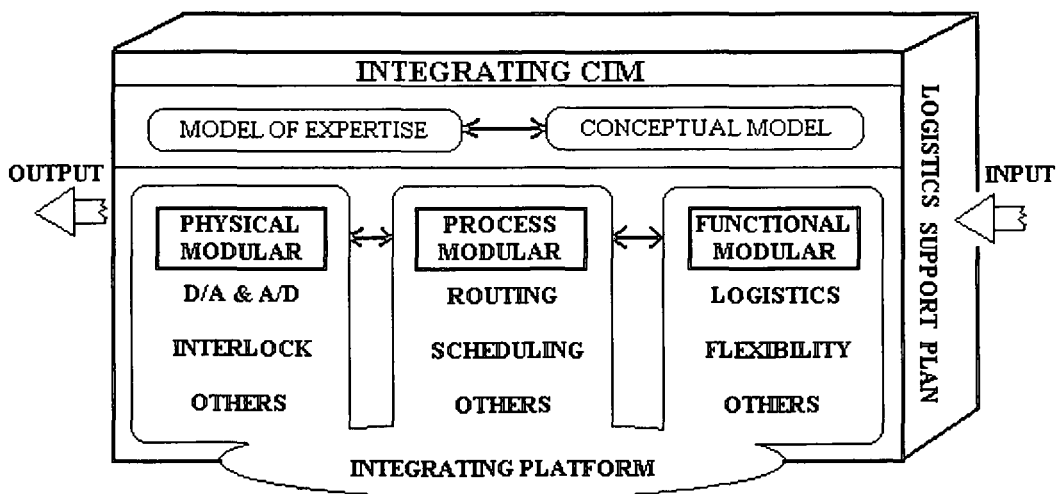 INTEGRATING CIM
MODEL OF EXPERTISE
CONCEPTUAL MODEL
LOGISTICS SUPPORT PLAN
OUTPUT
INPUT
PHYSICAL
MODULAR
D/A & A/D
INTERLOCK
OTHERS
PROCESS
MODULAR
ROUTING
SCHEDULING
OTHERS
FUNCTIONAL
MODULAR
LOGISTICS
FLEXIBILITY
OTHERS
INTEGRATING PLATFORM